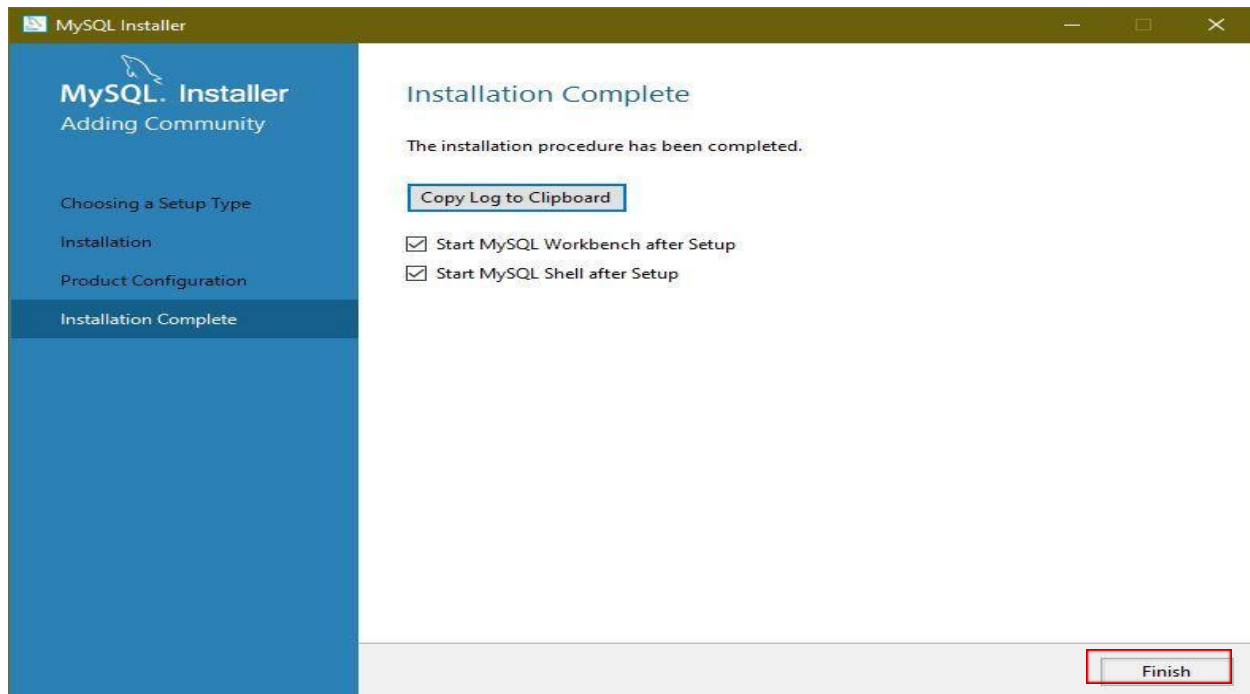 MySQL Installer
MySQL. Installer
Adding Community
Choosing a Setup Type
Installation
Product Configuration
Installation Complete
Installation Complete
The installation procedure has been completed.
Copy Log to Clipboard
Start MySQL Workbench after Setup
Start MySQL Shell after Setup
Finish